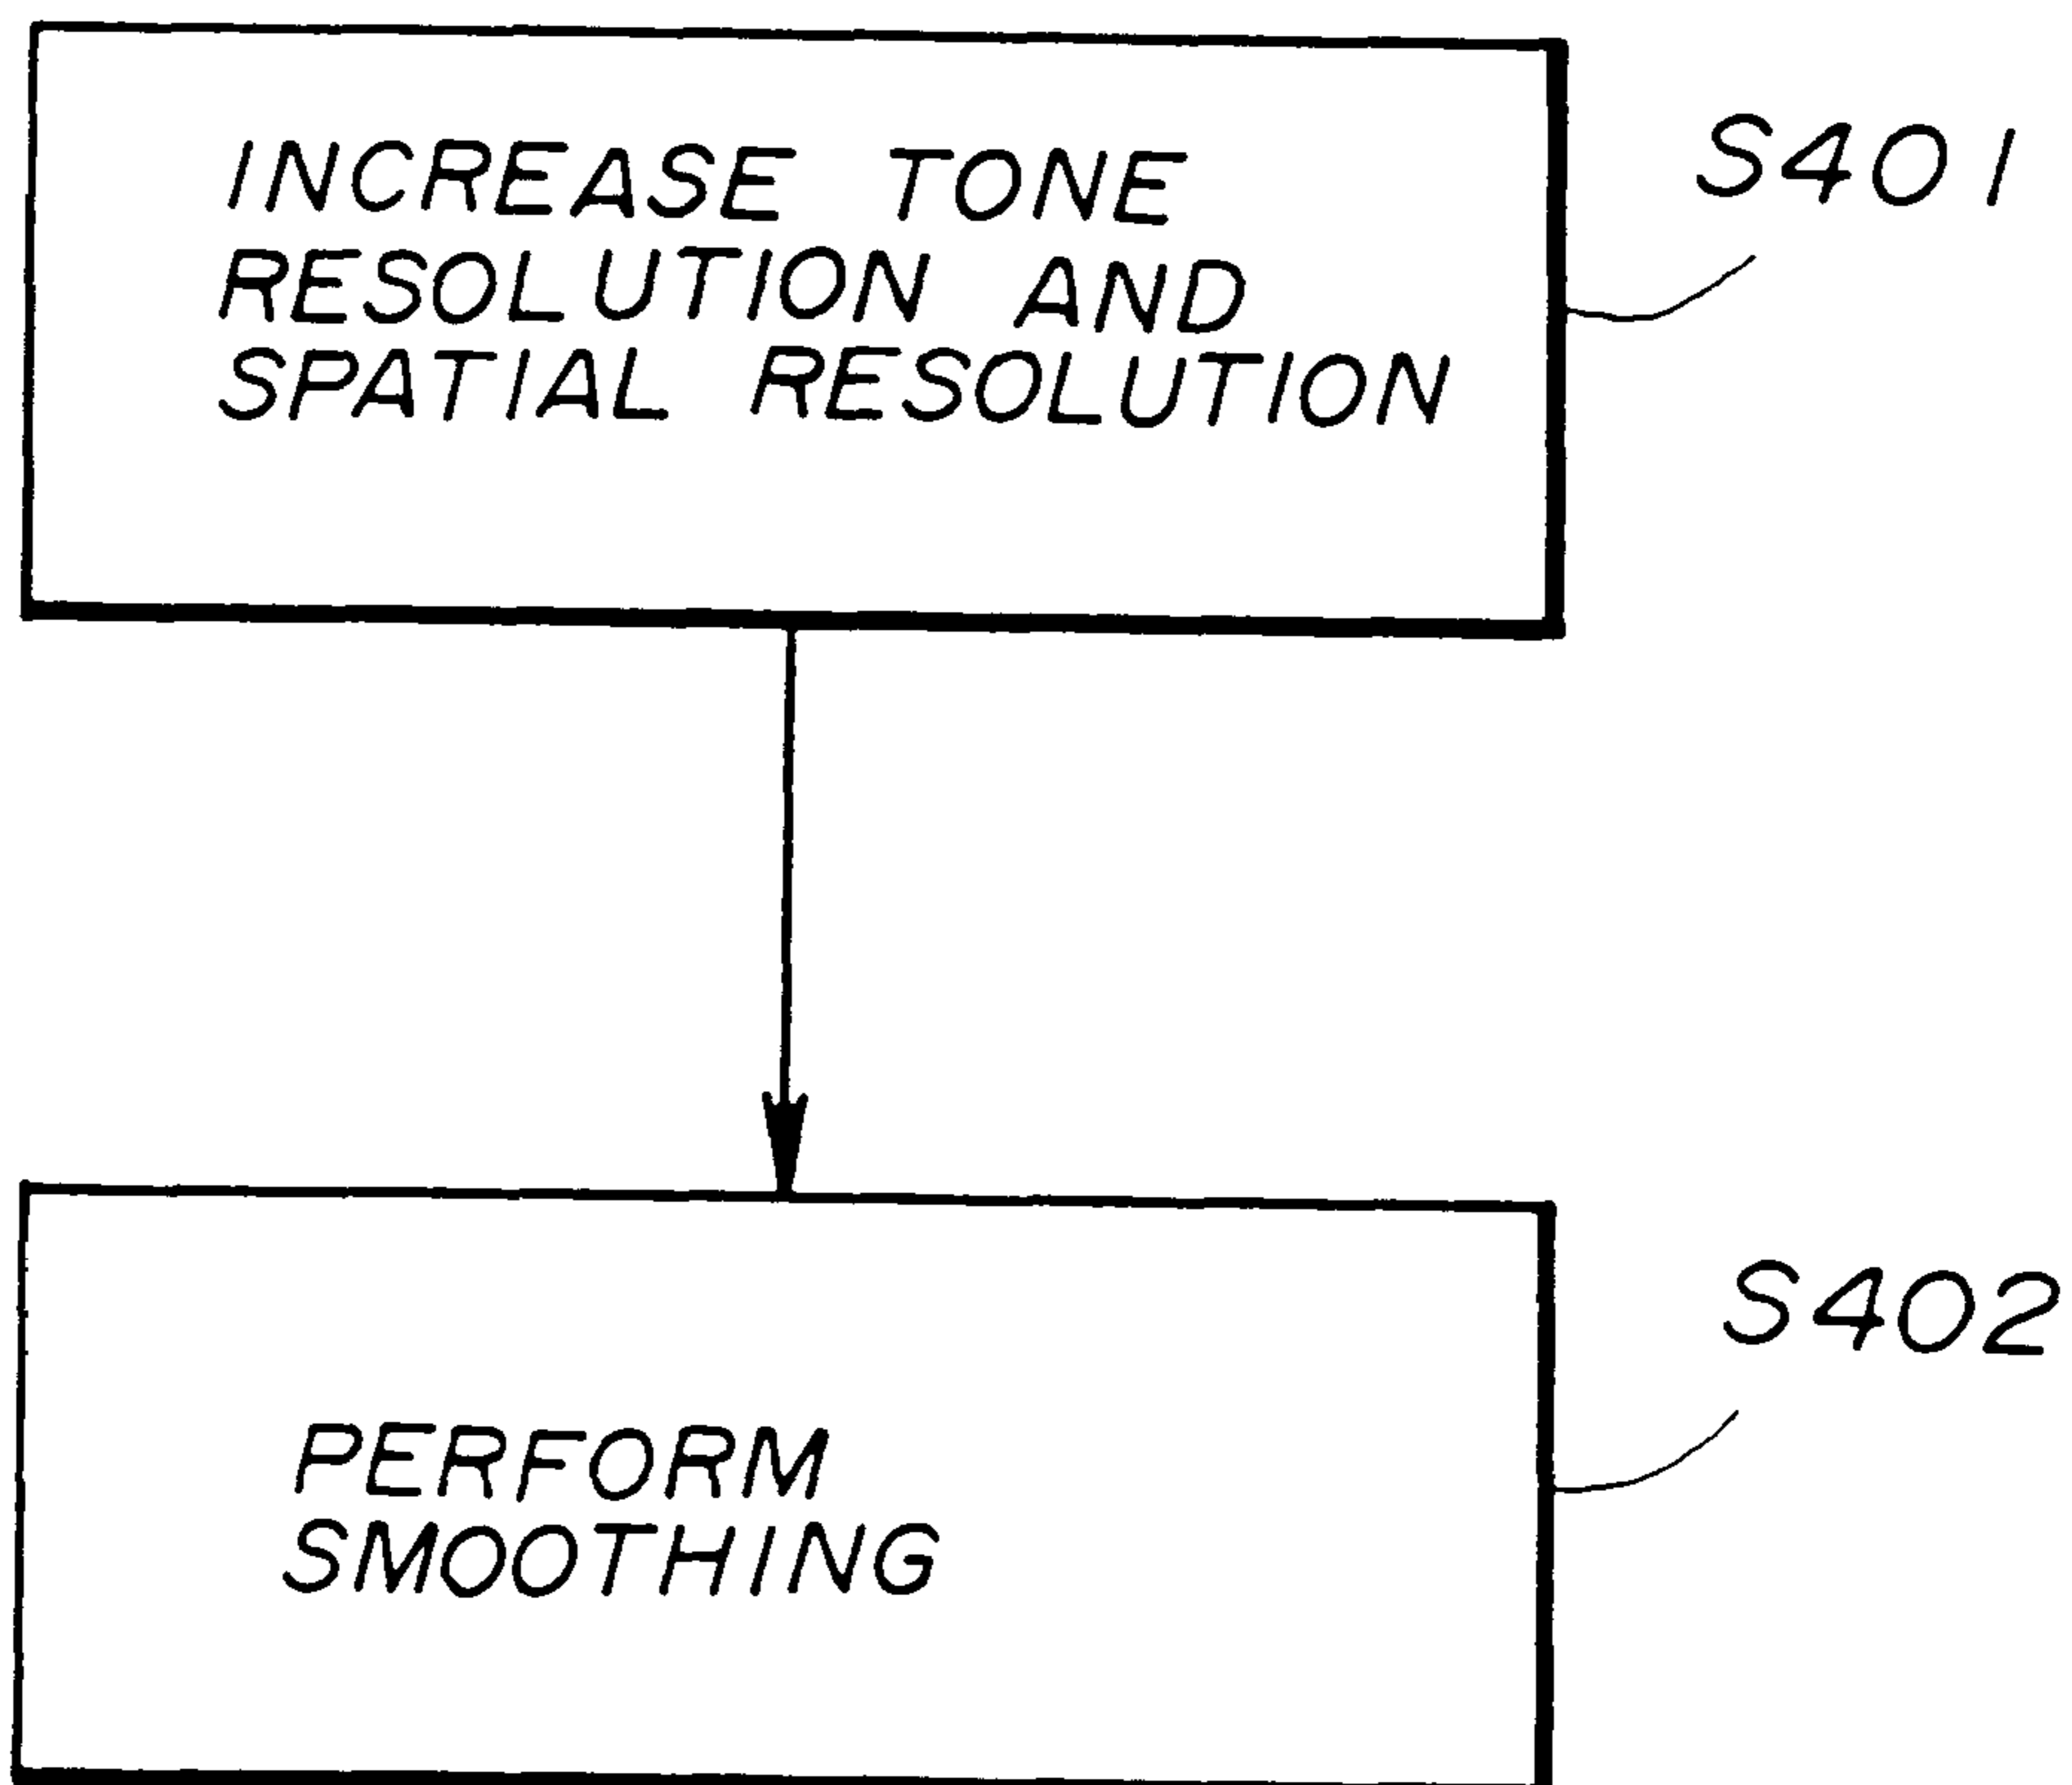 INCREASE TONE
RESOLUTION AND
SPATIAL RESOLUTION
S401
PERFORM
SMOOTHING
S402